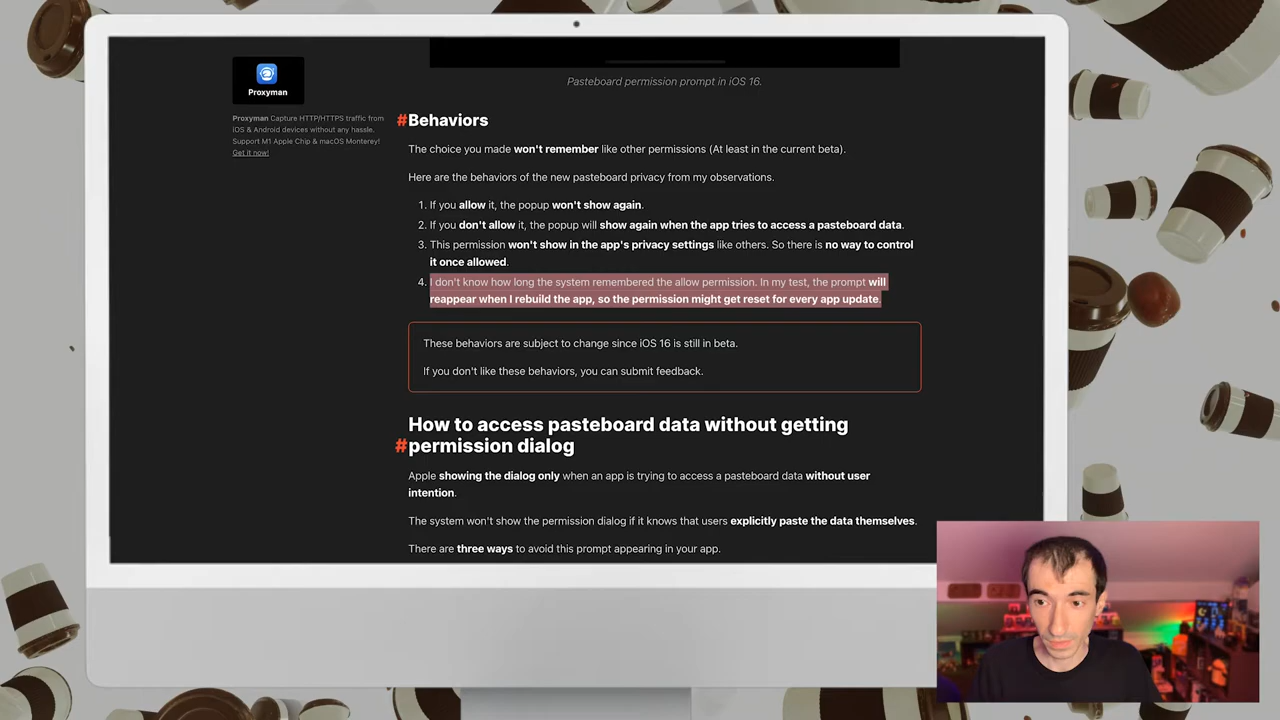 Proxyman
Proxyman Capture HTTP/HTTPS traffic from
iOS & Android devices without any hassle.
Support M1 Apple Chip & macOS Monterey!
Get it now!
Pasteboard permission prompt in iOS 16.
#Behaviors
The choice you made won't remember like other permissions (At least in the current beta).
Here are the behaviors of the new pasteboard privacy from my observations.
1. If you allow it, the popup won't show again.
2. If you don't allow it, the popup will show again when the app tries to access a pasteboard data.
3. This permission won't show in the app's privacy settings like others. So there is no way to control
it once allowed.
4. I don't know how long the system remembered the allow permission. In my test, the prompt will
reappear when I rebuild the app, so the permission might get reset for every app update.
These behaviors are subject to change since iOS 16 is still in beta.
If you don't like these behaviors, you can submit feedback.
How to access pasteboard data without getting
#permission dialog
Apple showing the dialog only when an app is trying to access a pasteboard data without user
intention.
The system won't show the permission dialog if it knows that users explicitly paste the data themselves.
There are three ways to avoid this prompt appearing in your app.